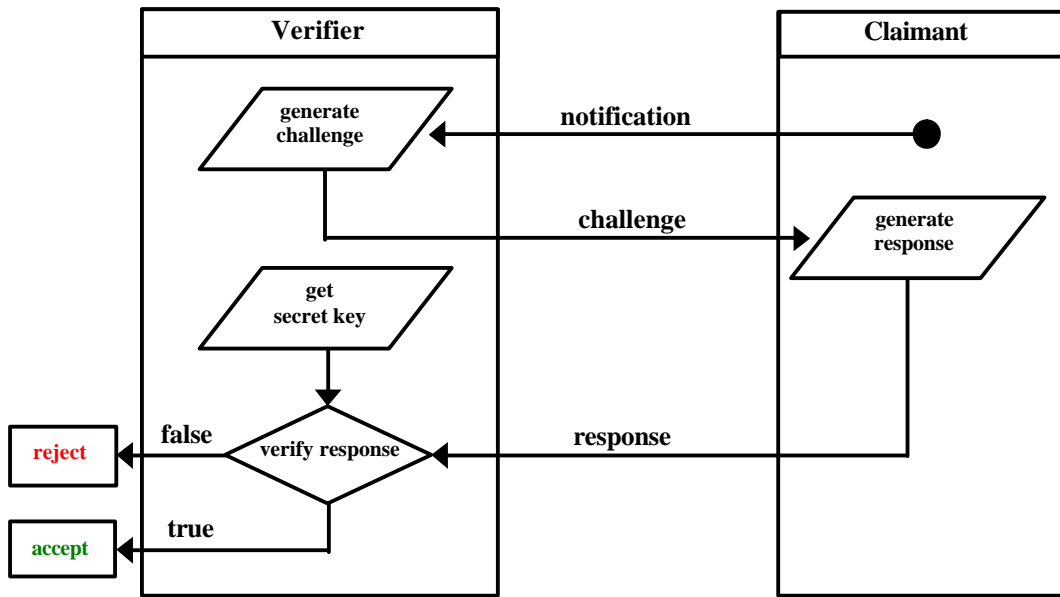 Verifier
Claimant
generate
challenge
notification
challenge
generate
response
get
secret key
false
verify response
response
reject
true
accept